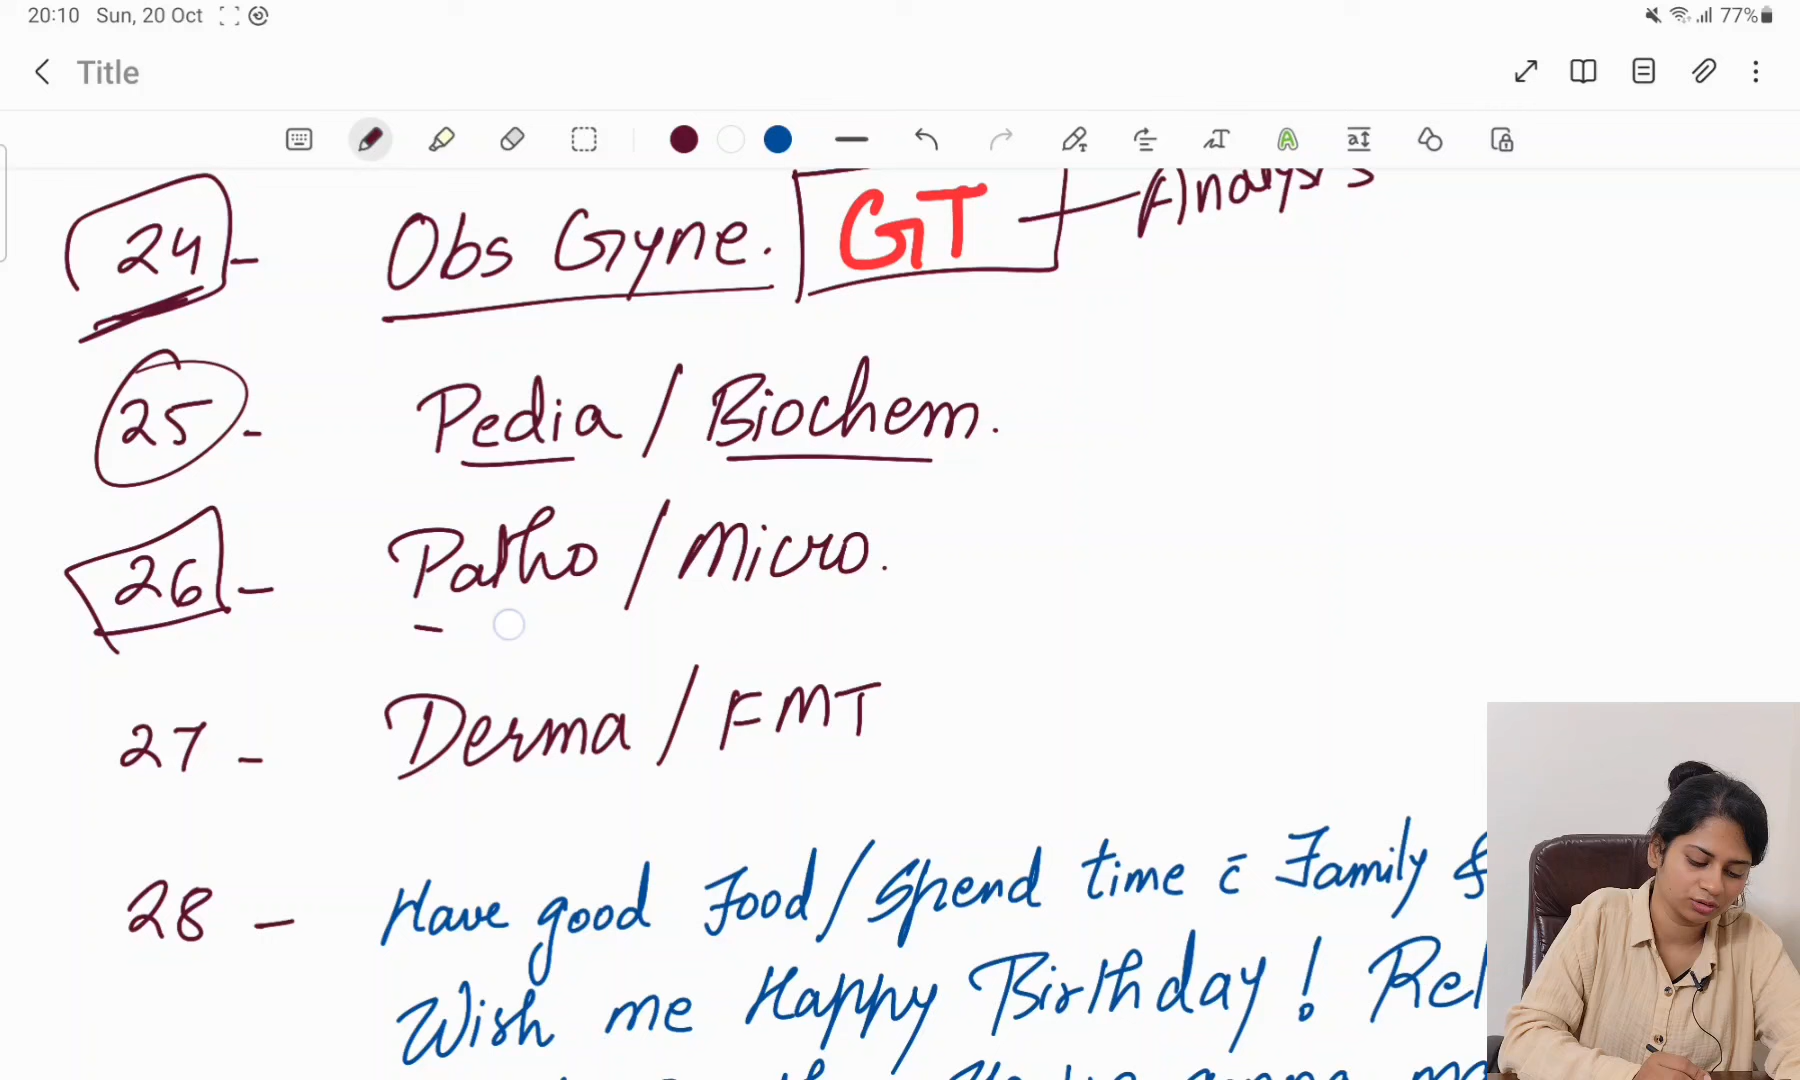 20:10 Sun, 20 Oct 77%
Title
24 - Obs Gyne. GT - Analysis
25 - Pedia / Biochem.
26 - Patho / Micro.
27 - Derma / FMT
28 - Have good Food / Spend time c̄ Family &
Wish me Happy Birthday! Rel